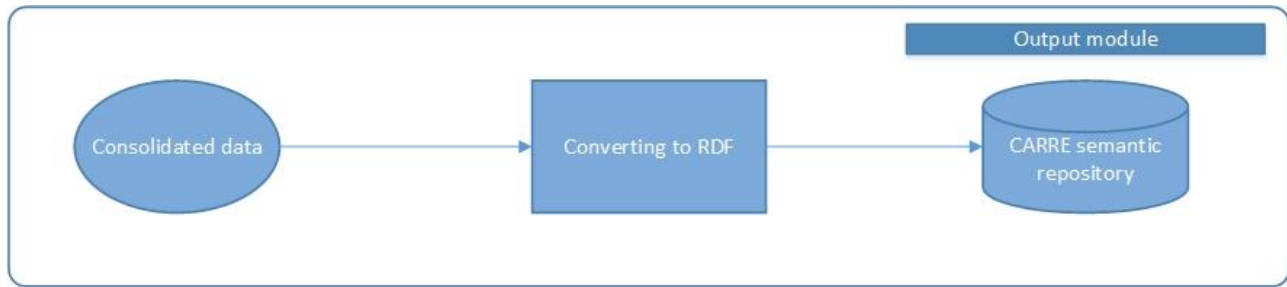 Output module
Consolidated data
Converting to RDF
CARRE semantic
repository